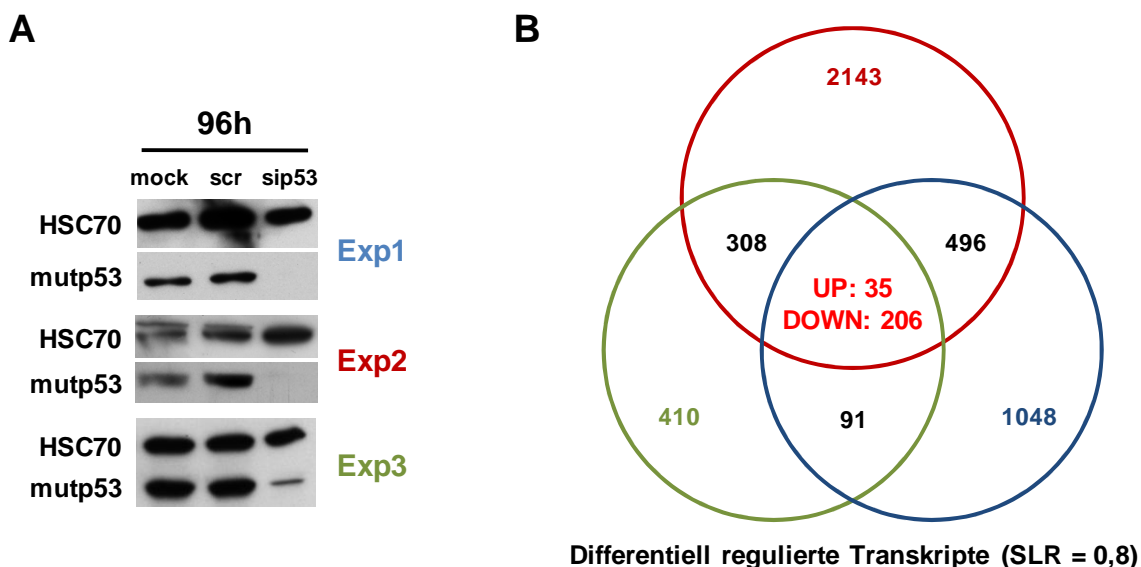 A
96h
mock scr sip53
HSC70
mutp53
Exp1
HSC70
mutp53
Exp2
HSC70
mutp53
Exp3
B
2143
308
496
UP: 35
DOWN: 206
410
91
1048
Differentiell regulierte Transkripte (SLR = 0,8)